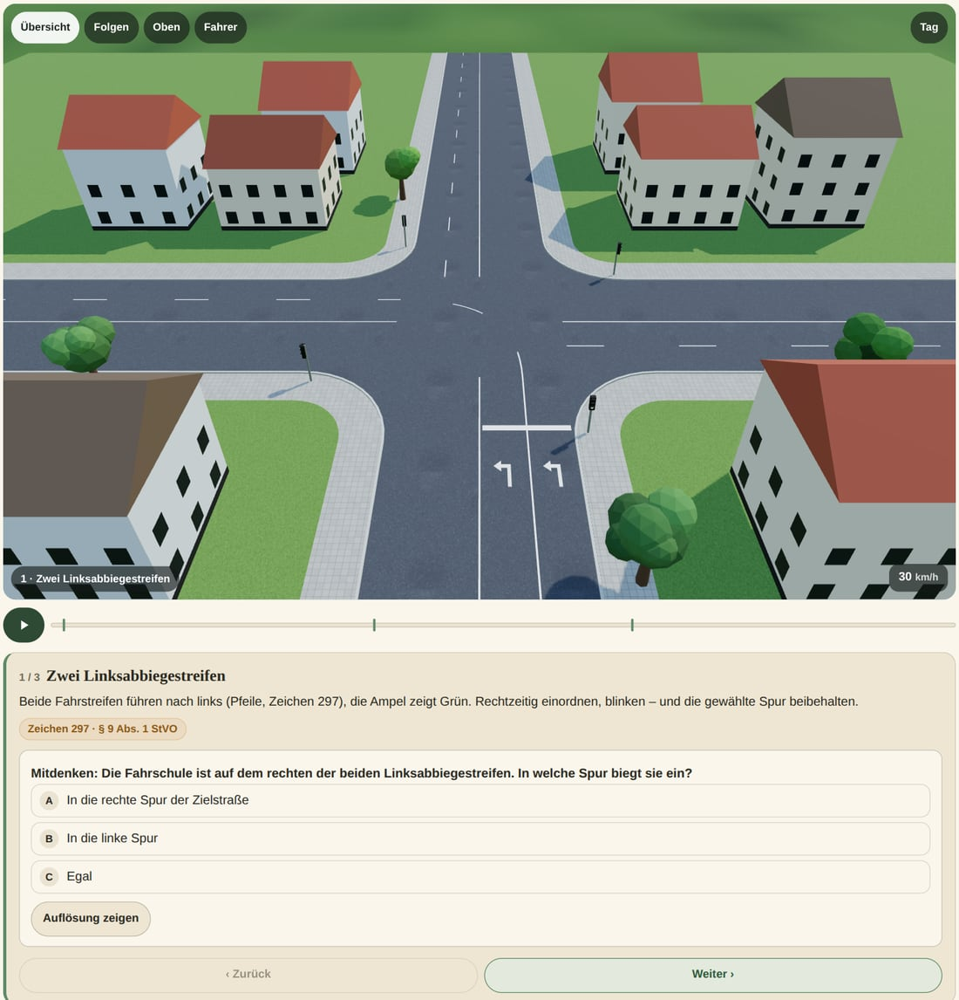 Übersicht
Folgen
Oben
Fahrer
Tag
1 · Zwei Linksabbiegestreifen
30 km/h
1 / 3 Zwei Linksabbiegestreifen
Beide Fahrstreifen führen nach links (Pfeile, Zeichen 297), die Ampel zeigt Grün. Rechtzeitig einordnen, blinken – und die gewählte Spur beibehalten.
Zeichen 297 · § 9 Abs. 1 StVO
Mitdenken: Die Fahrschule ist auf dem rechten der beiden Linksabbiegestreifen. In welche Spur biegt sie ein?
A In die rechte Spur der Zielstraße
B In die linke Spur
C Egal
Auflösung zeigen
‹ Zurück
Weiter ›